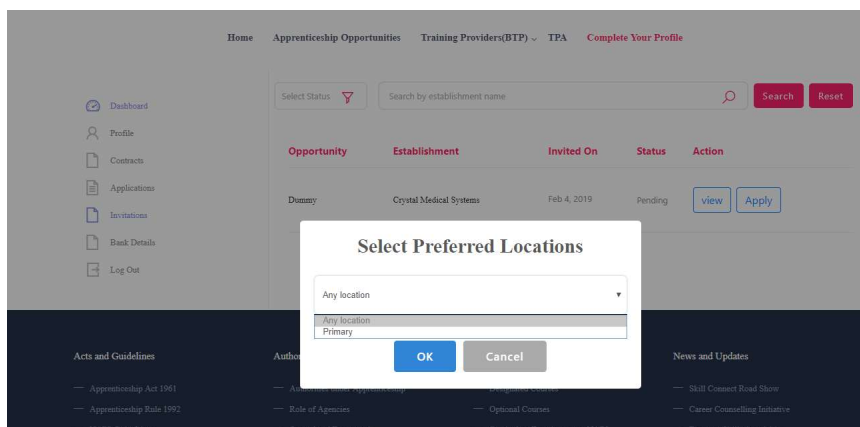 Home Apprenticeship Opportunities Training Providers(BTP) TPA Complete Your Profile
Select Status Search by establishment name Search Reset
Dashboard
Profile
Contracts
Applications
Invitations
Bank Details
Log Out
Opportunity Establishment Invited On Status Action
Dummy Crystal Medical Systems Feb 4, 2019 Pending view Apply
Select Preferred Locations
Any location
Any location
Primary
OK Cancel
Acts and Guidelines News and Updates
Apprenticeship Act 1961 Skill Connect Road Show
Apprenticeship Rule 1992 Role of Agencies Optional Courses Career Counselling Initiative